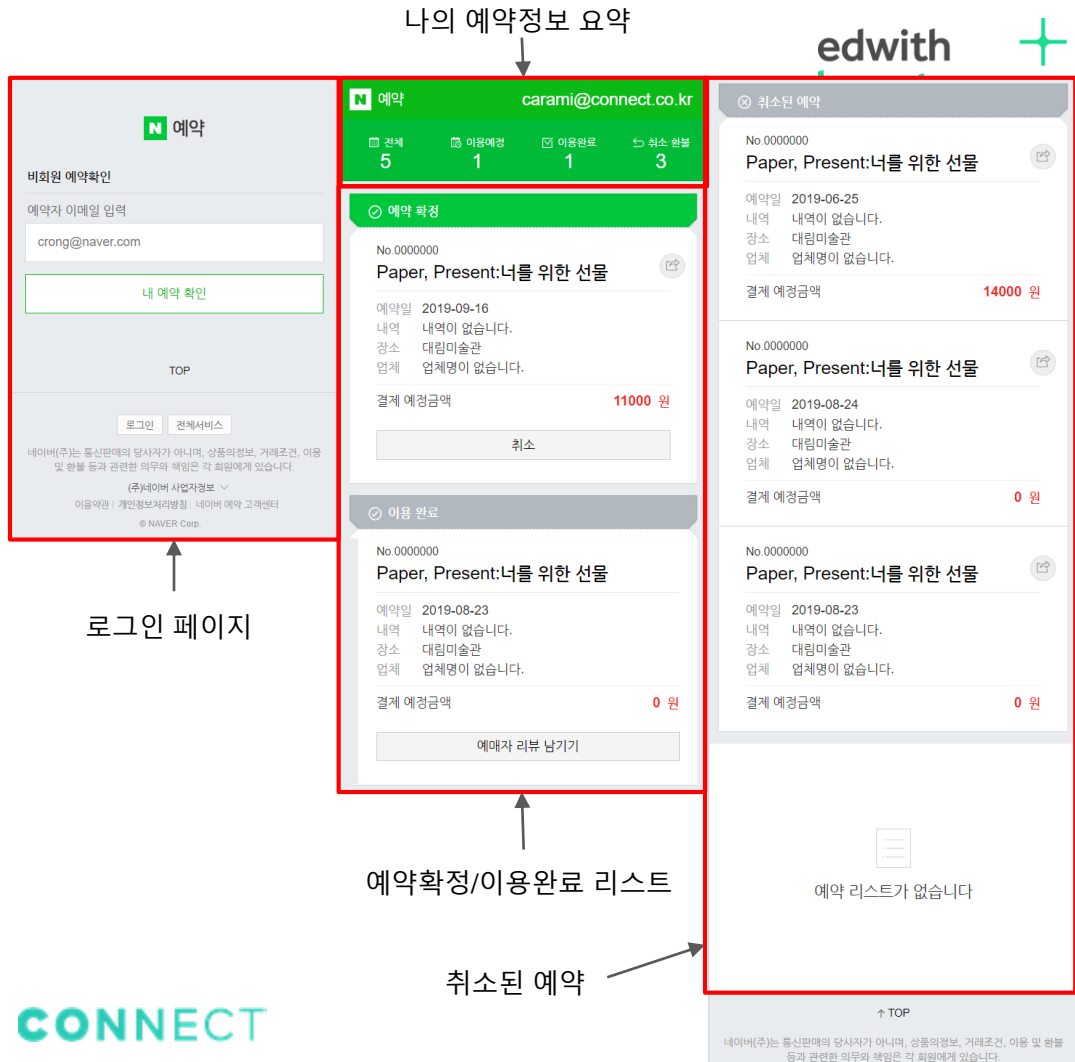 나의 예약정보 요약
edwith
N 예약
비회원 예약확인
예약자 이메일 입력
crong@naver.com
내 예약 확인
TOP
로그인 전체서비스
네이버(주)는 통신판매의 당사자가 아니며, 상품의정보, 거래조건, 이용
및 환불 등과 관련한 의무와 책임은 각 회원에게 있습니다.
(주)네이버 사업자정보
이용약관 | 개인정보처리방침 | 네이버 예약 고객센터
© NAVER Corp.
로그인 페이지
N 예약 carami@connect.co.kr
전체 이용예정 이용완료 취소·환불
5 1 1 3
예약 확정
No.0000000
Paper, Present:너를 위한 선물
예약일 2019-09-16
내역 내역이 없습니다.
장소 대림미술관
업체 업체명이 없습니다.
결제 예정금액 11000 원
취소
이용 완료
No.0000000
Paper, Present:너를 위한 선물
예약일 2019-08-23
내역 내역이 없습니다.
장소 대림미술관
업체 업체명이 없습니다.
결제 예정금액 0 원
예매자 리뷰 남기기
예약확정/이용완료 리스트
취소된 예약
No.0000000
Paper, Present:너를 위한 선물
예약일 2019-06-25
내역 내역이 없습니다.
장소 대림미술관
업체 업체명이 없습니다.
결제 예정금액 14000 원
No.0000000
Paper, Present:너를 위한 선물
예약일 2019-08-24
내역 내역이 없습니다.
장소 대림미술관
업체 업체명이 없습니다.
결제 예정금액 0 원
No.0000000
Paper, Present:너를 위한 선물
예약일 2019-08-23
내역 내역이 없습니다.
장소 대림미술관
업체 업체명이 없습니다.
결제 예정금액 0 원
예약 리스트가 없습니다
취소된 예약
TOP
네이버(주)는 통신판매의 당사자가 아니며, 상품의정보, 거래조건, 이용 및 환불
등과 관련한 의무와 책임은 각 회원에게 있습니다.
CONNECT